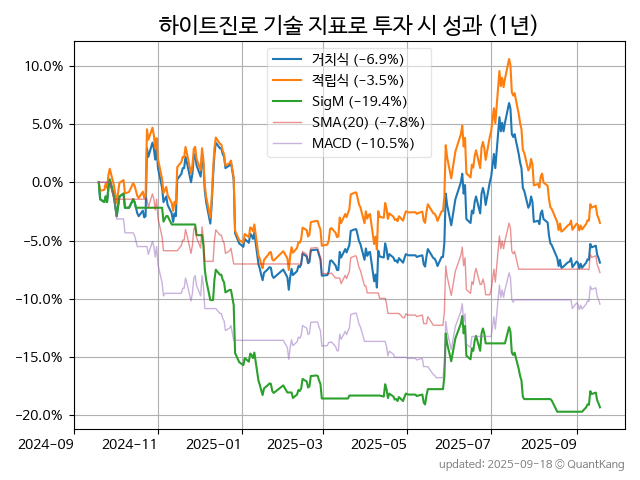 하이트진로 기술 지표로 투자 시 성과 (1년)
거치식 (−6.9%)
적립식 (−3.5%)
SigM (−19.4%)
SMA(20) (−7.8%)
MACD (−10.5%)
10.0%
5.0%
0.0%
−5.0%
−10.0%
−15.0%
−20.0%
2024-09 2024-11 2025-01 2025-03 2025-05 2025-07 2025-09
updated: 2025-09-18 © QuantKang